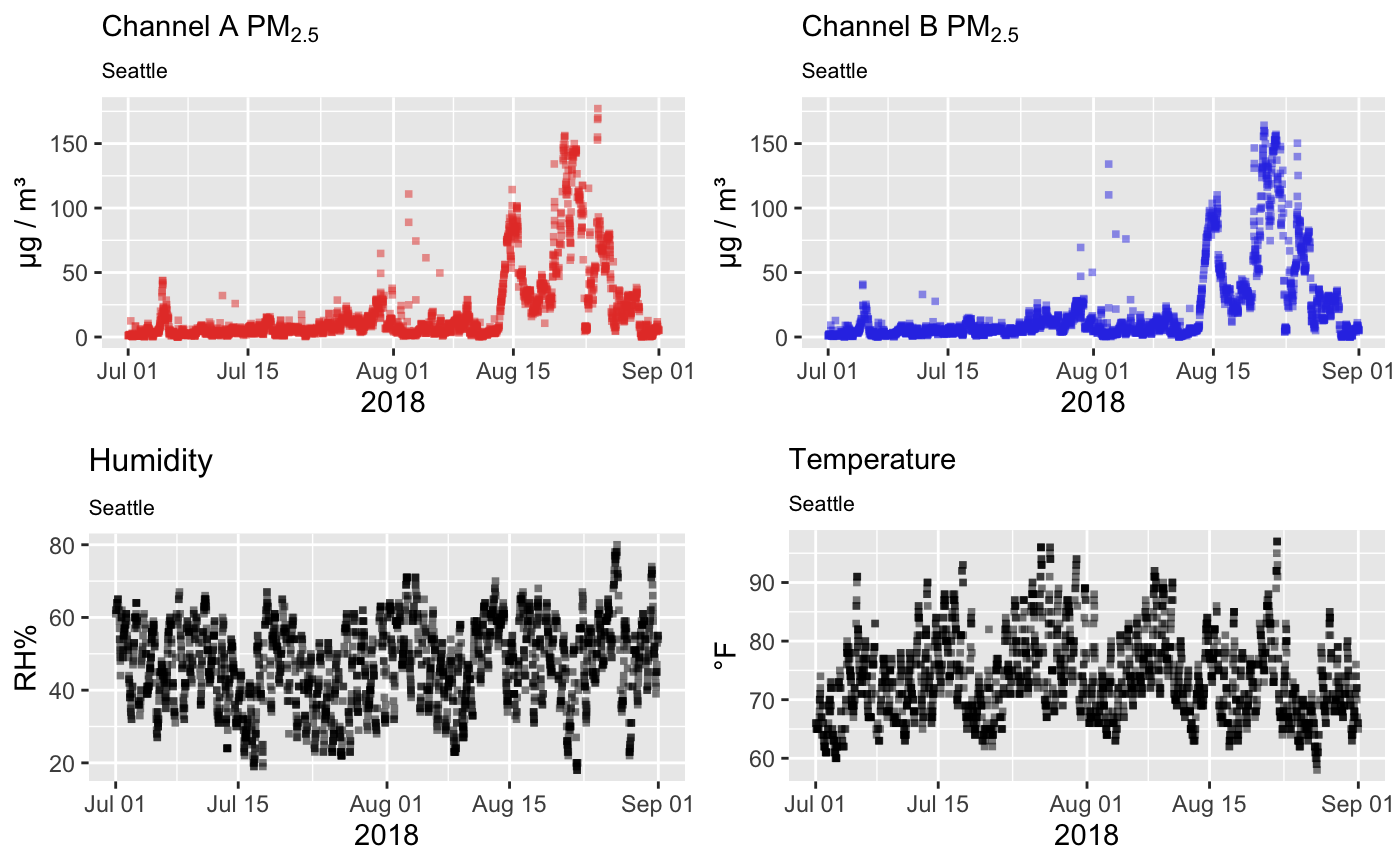 Channel A PM2.5
Seattle
150
100
50
0
µg / m³
Jul 01 Jul 15 Aug 01 Aug 15 Sep 01
2018
Channel B PM2.5
Seattle
150
100
50
0
µg / m³
Jul 01 Jul 15 Aug 01 Aug 15 Sep 01
2018
Humidity
Seattle
80
60
40
20
RH%
Jul 01 Jul 15 Aug 01 Aug 15 Sep 01
2018
Temperature
Seattle
90
80
70
60
°F
Jul 01 Jul 15 Aug 01 Aug 15 Sep 01
2018